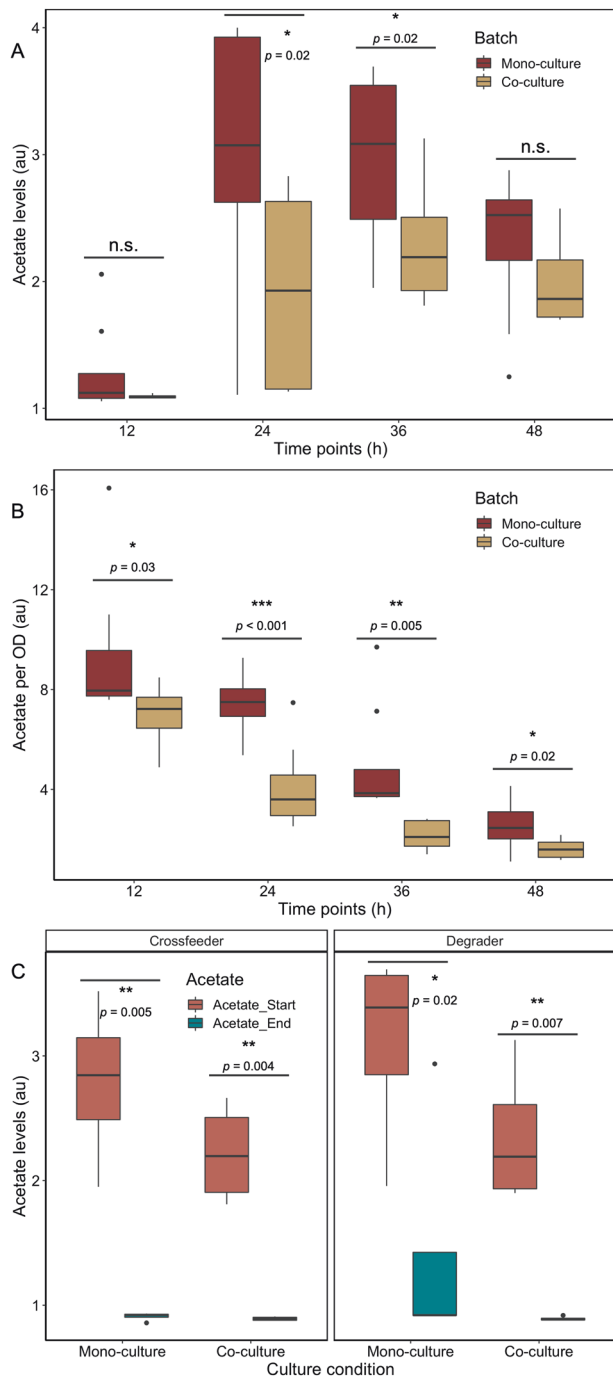 A
Acetate levels (au)
4
3
2
1
n.s.
*
p = 0.02
*
p = 0.02
n.s.
Batch
Mono-culture
Co-culture
12
24
36
48
Time points (h)
B
Acetate per OD (au)
16
12
8
4
*
p = 0.03
***
p < 0.001
**
p = 0.005
*
p = 0.02
Batch
Mono-culture
Co-culture
12
24
36
48
Time points (h)
C
Crossfeeder
Degrader
Acetate levels (au)
3
2
1
**
p = 0.005
Acetate
Acetate_Start
Acetate_End
**
p = 0.004
*
p = 0.02
**
p = 0.007
Mono-culture
Co-culture
Mono-culture
Co-culture
Culture condition